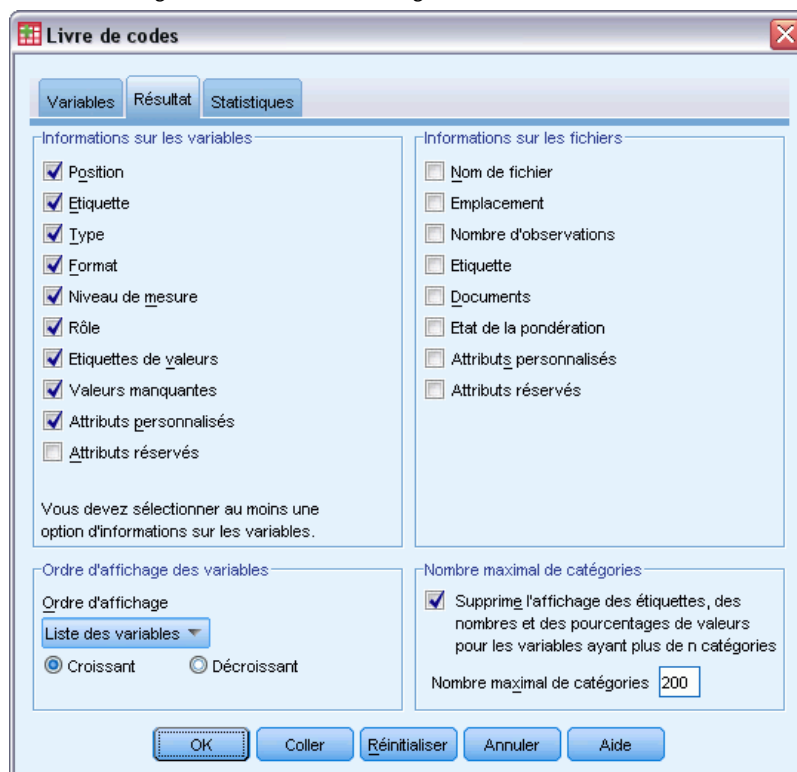 Livre de codes
Variables
Résultat
Statistiques
Informations sur les variables
Position
Etiquette
Type
Format
Niveau de mesure
Rôle
Etiquettes de valeurs
Valeurs manquantes
Attributs personnalisés
Attributs réservés
Vous devez sélectionner au moins une
option d'informations sur les variables.
Informations sur les fichiers
Nom de fichier
Emplacement
Nombre d'observations
Etiquette
Documents
Etat de la pondération
Attributs personnalisés
Attributs réservés
Ordre d'affichage des variables
Ordre d'affichage
Liste des variables
Croissant
Décroissant
Nombre maximal de catégories
Supprime l'affichage des étiquettes, des
nombres et des pourcentages de valeurs
pour les variables ayant plus de n catégories
Nombre maximal de catégories 200
OK
Coller
Réinitialiser
Annuler
Aide